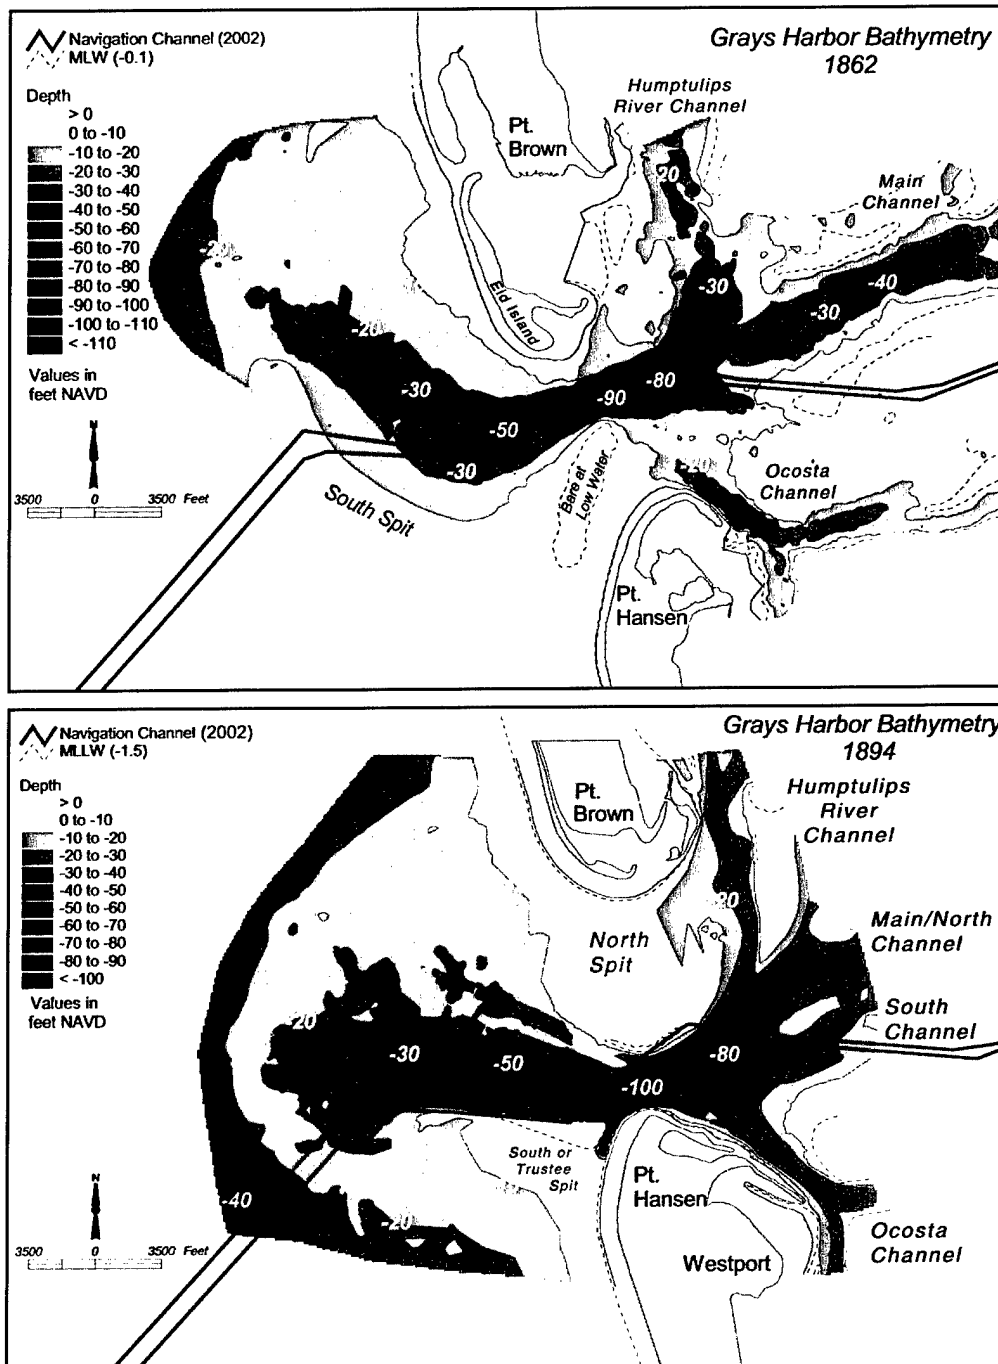 Navigation Channel (2002)
MLW (-0.1)
Grays Harbor Bathymetry
1862
Depth
> 0
0 to -10
-10 to -20
-20 to -30
-30 to -40
-40 to -50
-50 to -60
-60 to -70
-70 to -80
-80 to -90
-90 to -100
-100 to -110
< -110
Values in
feet NAVD
N
3500 0 3500 Feet
Humptulips
River Channel
Pt.
Brown
20
Main
Channel
-20
Eld Island
-30
-40
-30
-20
-80
-30
-90
-50
-30
-20
Bare at
Low Water
Ocosta
Channel
South Spit
Pt.
Hansen
Navigation Channel (2002)
MLLW (-1.5)
Grays Harbor Bathymetry
1894
Depth
> 0
0 to -10
-10 to -20
-20 to -30
-30 to -40
-40 to -50
-50 to -60
-60 to -70
-70 to -80
-80 to -90
< -100
Values in
feet NAVD
N
3500 0 3500 Feet
Pt.
Brown
Humptulips
River
Channel
20
North
Spit
Main/North
Channel
South
Channel
-20
-30
-50
-80
-100
South or
Trustee
Spit
Pt.
Hansen
-40
-20
Westport
Ocosta
Channel